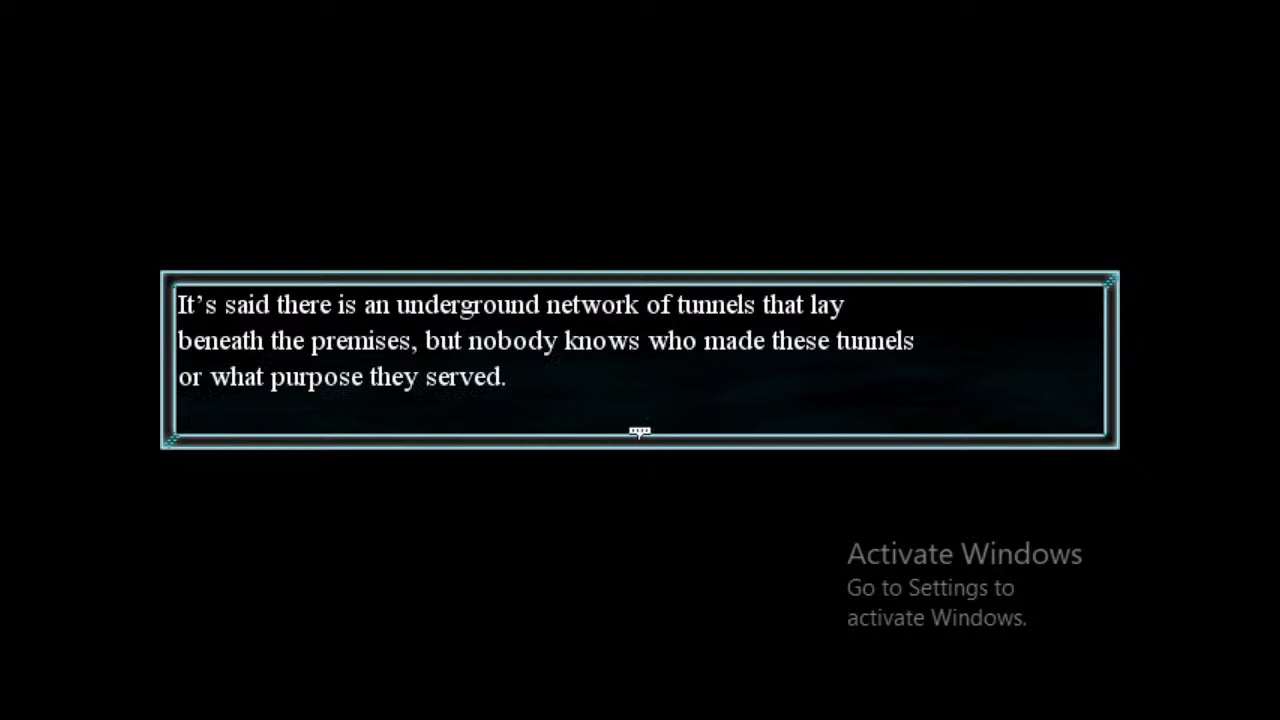 It’s said there is an underground network of tunnels that lay
beneath the premises, but nobody knows who made these tunnels
or what purpose they served.
Activate Windows
Go to Settings to
activate Windows.